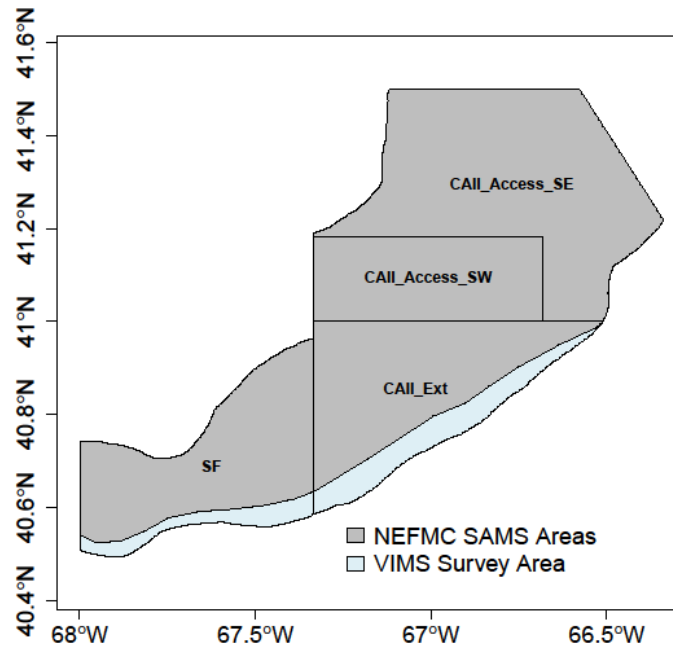 41.6°N
41.4°N
41.2°N
41°N
40.8°N
40.6°N
40.4°N
CAII_Access_SE
CAII_Access_SW
CAII_Ext
SF
NEFMC SAMS Areas
VIMS Survey Area
68°W
67.5°W
67°W
66.5°W